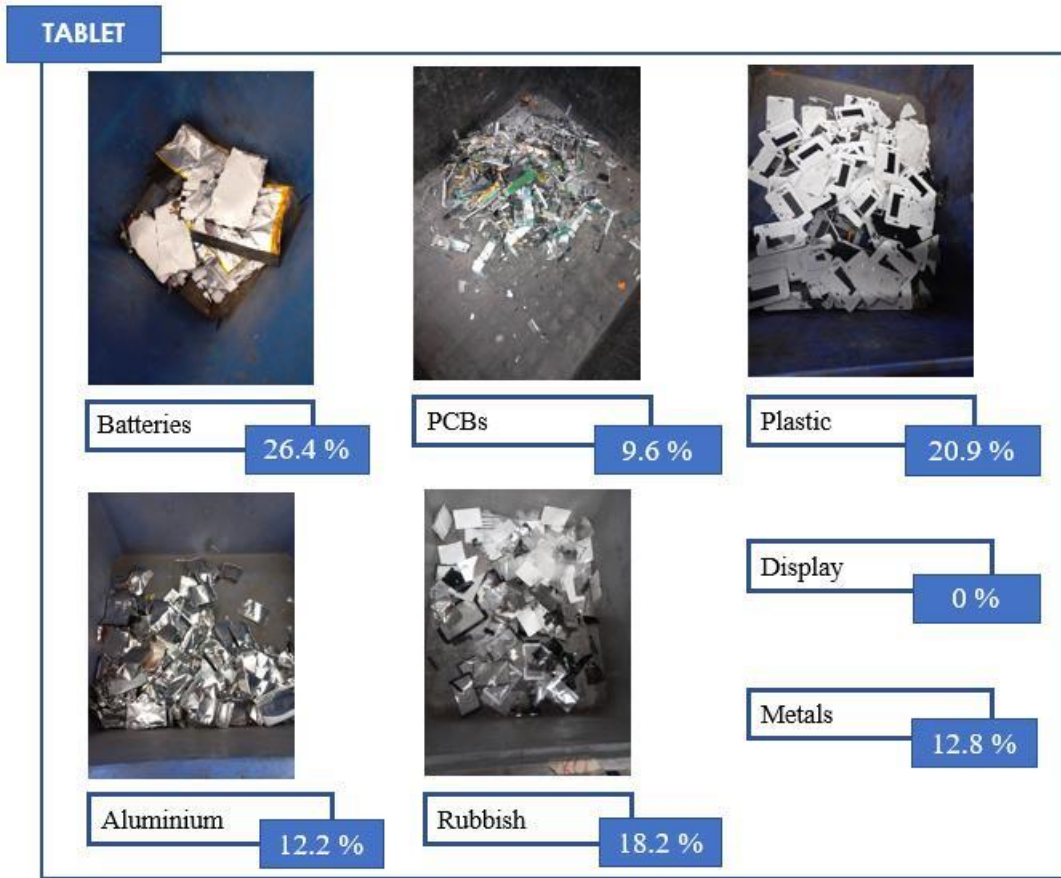 TABLET
Batteries
26.4 %
PCBs
9.6 %
Plastic
20.9 %
Display
0 %
Metals
12.8 %
Aluminium
12.2 %
Rubbish
18.2 %